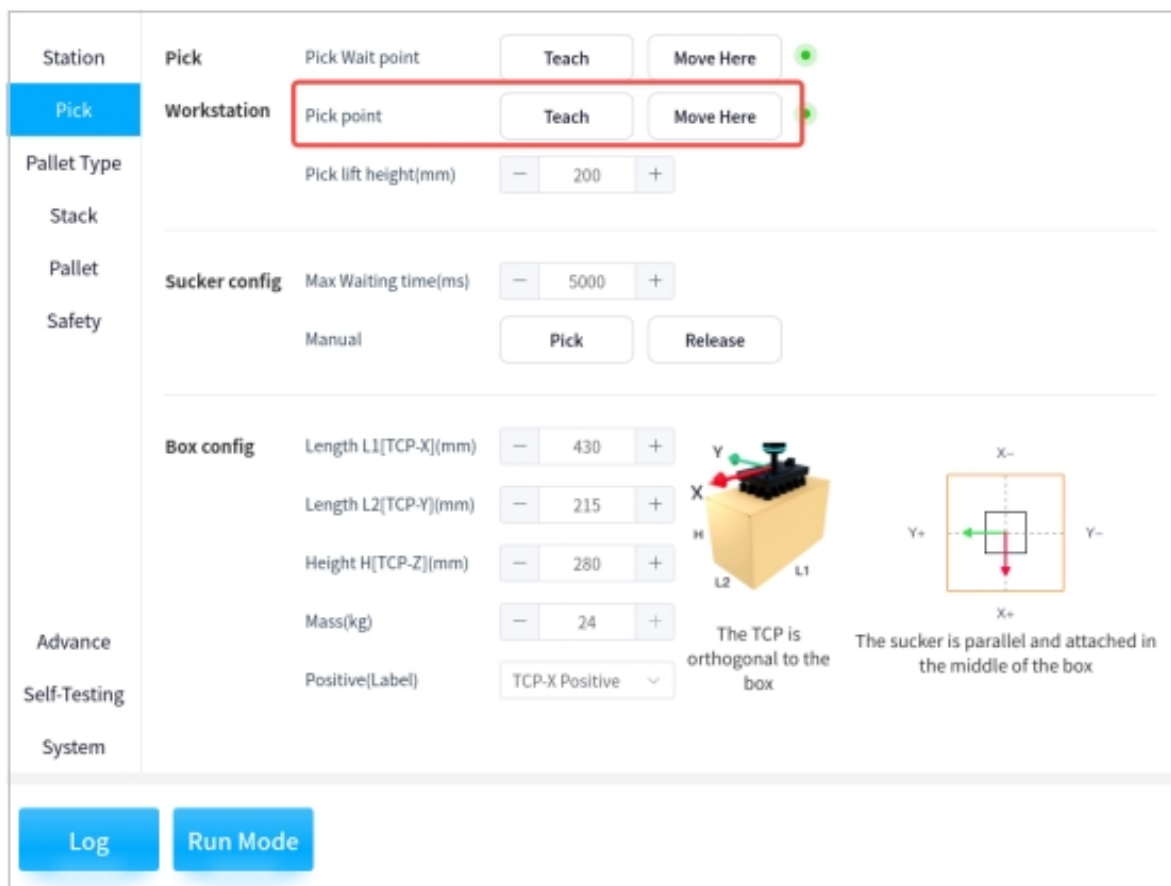 Station
Pick
Pallet Type
Stack
Pallet
Safety
Advance
Self-Testing
System
Pick Workstation
Pick Wait point Teach Move Here
Pick point Teach Move Here
Pick lift height(mm) − 200 +
Sucker config
Max Waiting time(ms) − 5000 +
Manual Pick Release
Box config
Length L1[TCP-X](mm) − 430 +
Length L2[TCP-Y](mm) − 215 +
Height H[TCP-Z](mm) − 280 +
Mass(kg) − 24 +
Positive(Label) TCP-X Positive
Y
X
H
L2
L1
The TCP is
orthogonal to the
box
X−
Y+ Y−
X+
The sucker is parallel and attached in
the middle of the box
Log Run Mode